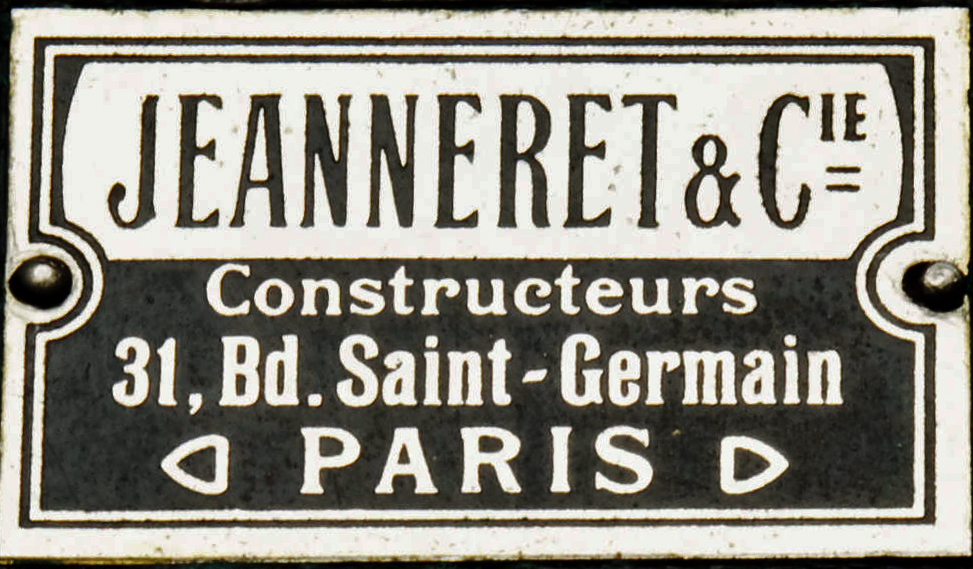 JEANNERET & CIE
Constructeurs
31, Bd. Saint-Germain
PARIS